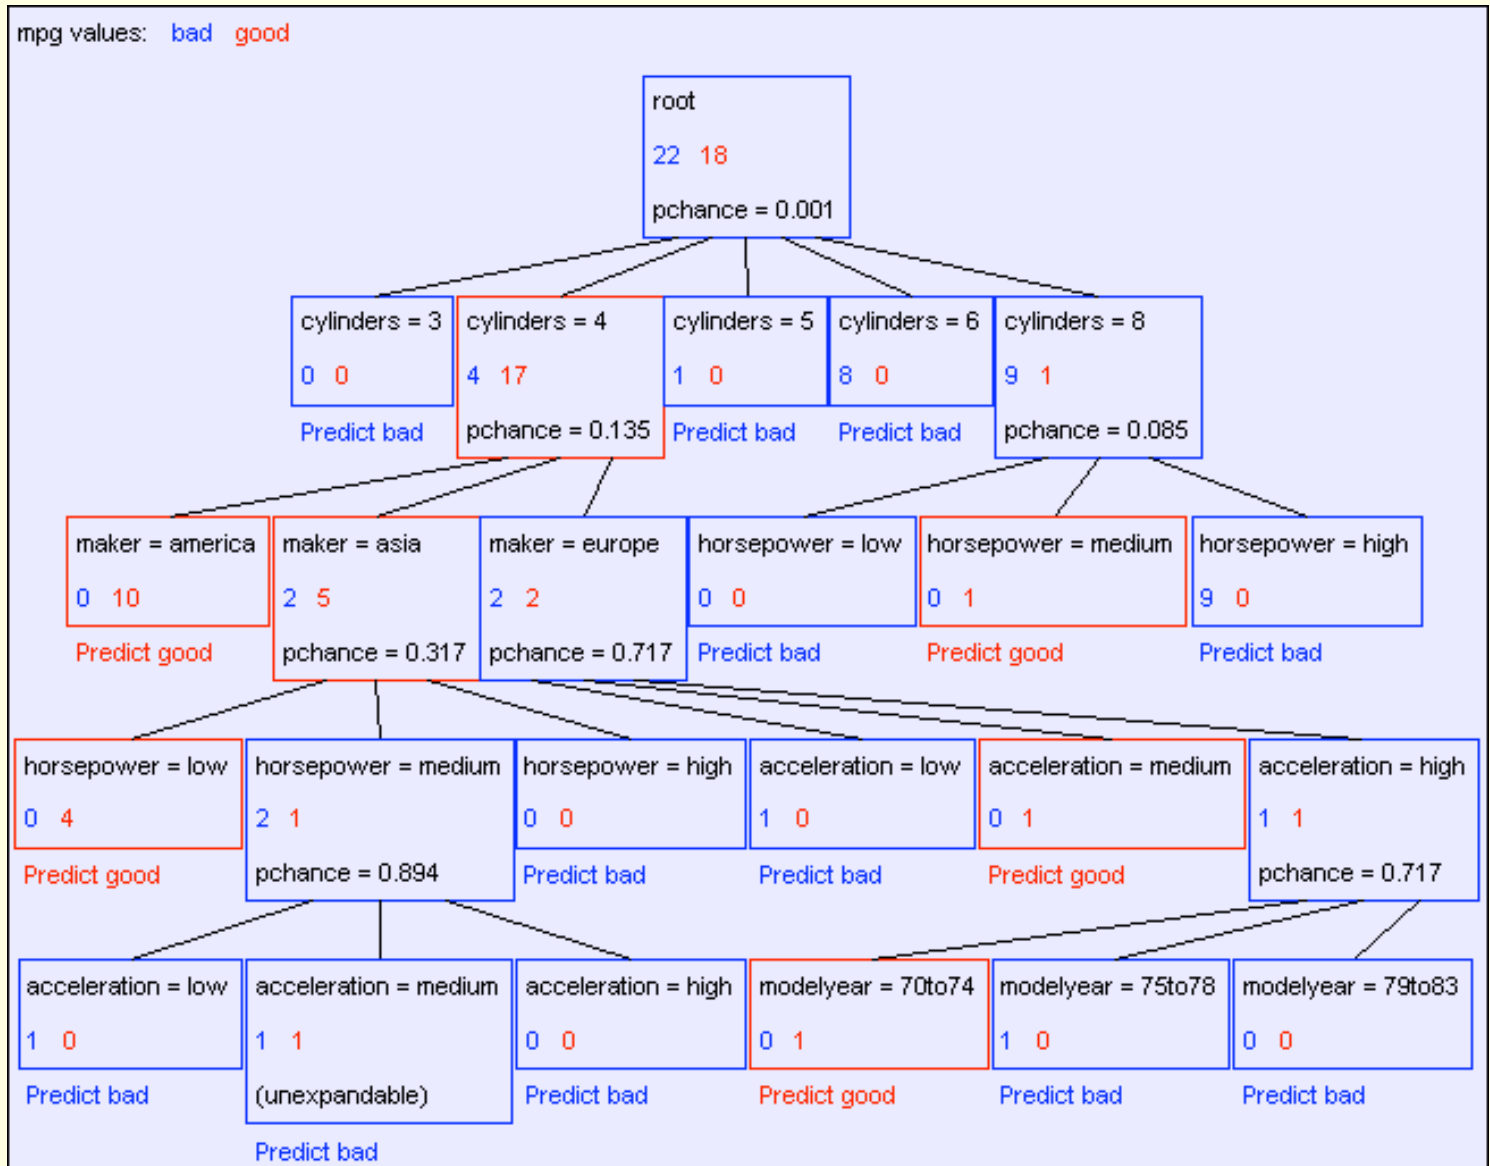 mpg values: bad good
root
22 18
pchance = 0.001
cylinders = 3
0 0
Predict bad
cylinders = 4
4 17
pchance = 0.135
cylinders = 5
1 0
Predict bad
cylinders = 6
8 0
Predict bad
cylinders = 8
9 1
pchance = 0.085
maker = america
0 10
Predict good
maker = asia
2 5
pchance = 0.317
maker = europe
2 2
pchance = 0.717
horsepower = low
0 0
Predict bad
horsepower = medium
0 1
Predict good
horsepower = high
9 0
Predict bad
horsepower = low
0 4
Predict good
horsepower = medium
2 1
pchance = 0.894
horsepower = high
0 0
Predict bad
acceleration = low
1 0
Predict bad
acceleration = medium
0 1
Predict good
acceleration = high
1 1
pchance = 0.717
acceleration = low
1 0
Predict bad
acceleration = medium
1 1
(unexpandable)
Predict bad
acceleration = high
0 0
Predict bad
modelyear = 70to74
0 1
Predict good
modelyear = 75to78
1 0
Predict bad
modelyear = 79to83
0 0
Predict bad